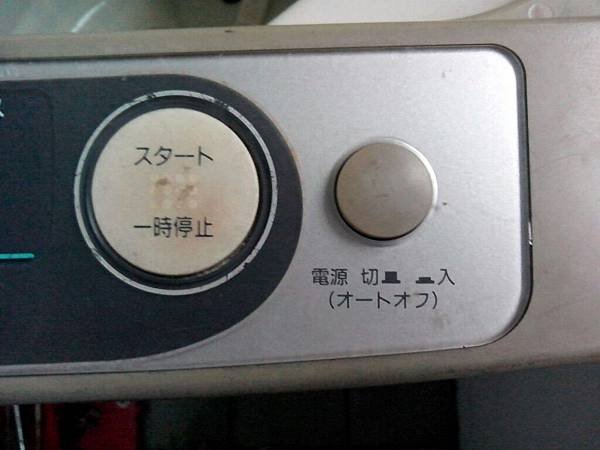 スタート
一時停止
電源 切 入
(オートオフ)